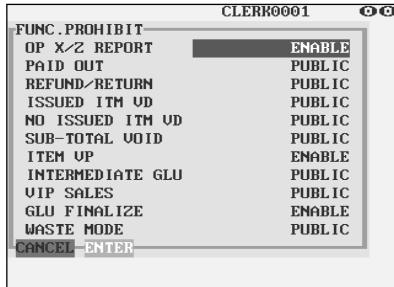 CLERK0001
FUNC.PROHIBIT
OP X/Z REPORT ENABLE
PAID OUT PUBLIC
REFUND/RETURN PUBLIC
ISSUED ITM VD PUBLIC
NO ISSUED ITM VD PUBLIC
SUB-TOTAL VOID PUBLIC
ITEM VP ENABLE
INTERMEDIATE GLU PUBLIC
VIP SALES PUBLIC
GLU FINALIZE ENABLE
WASTE MODE PUBLIC
CANCEL ENTER